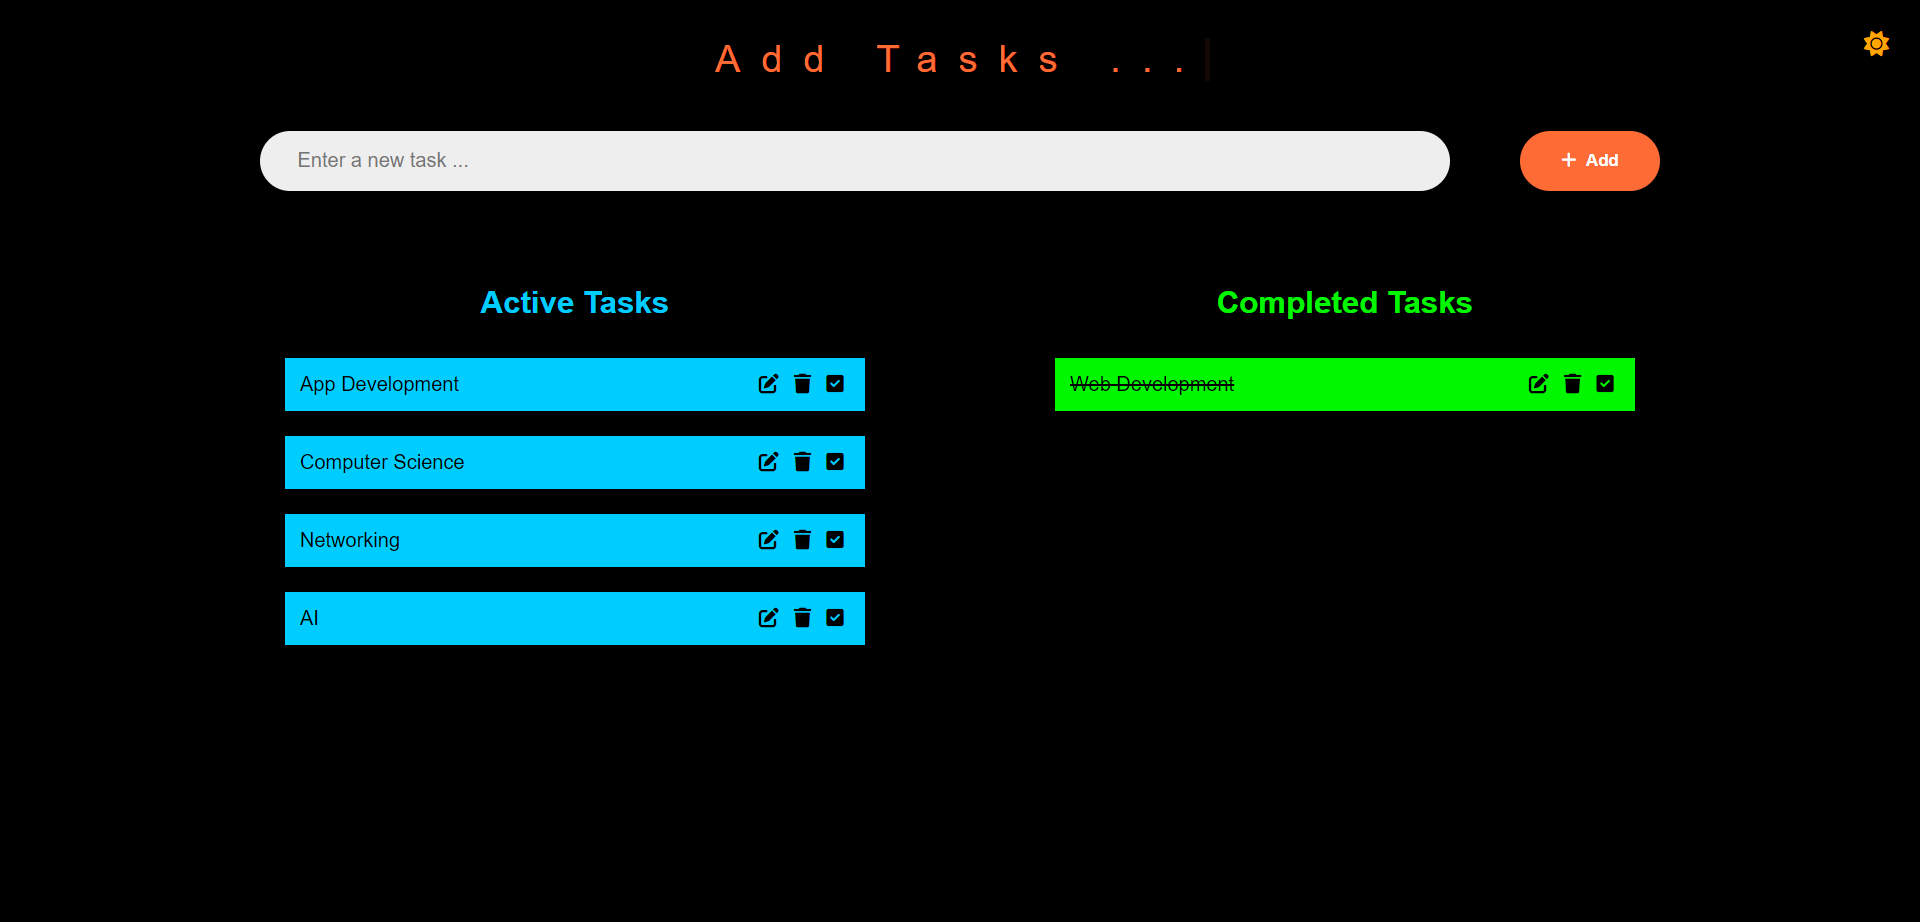 Add Tasks ...
Enter a new task ...
Add
Active Tasks
App Development
Computer Science
Networking
AI
Completed Tasks
Web Development